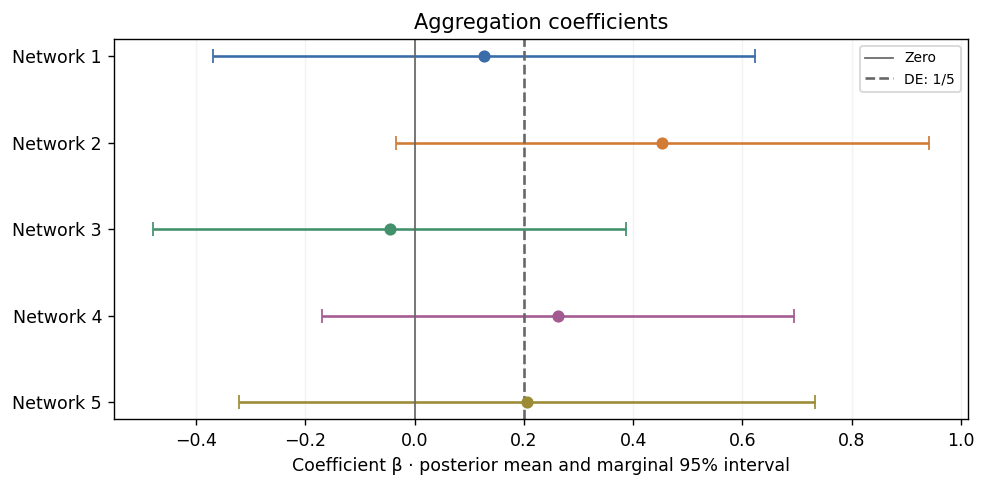 Aggregation coefficients
Network 1
Network 2
Network 3
Network 4
Network 5
Zero
DE: 1/5
−0.4 −0.2 0.0 0.2 0.4 0.6 0.8 1.0
Coefficient β · posterior mean and marginal 95% interval